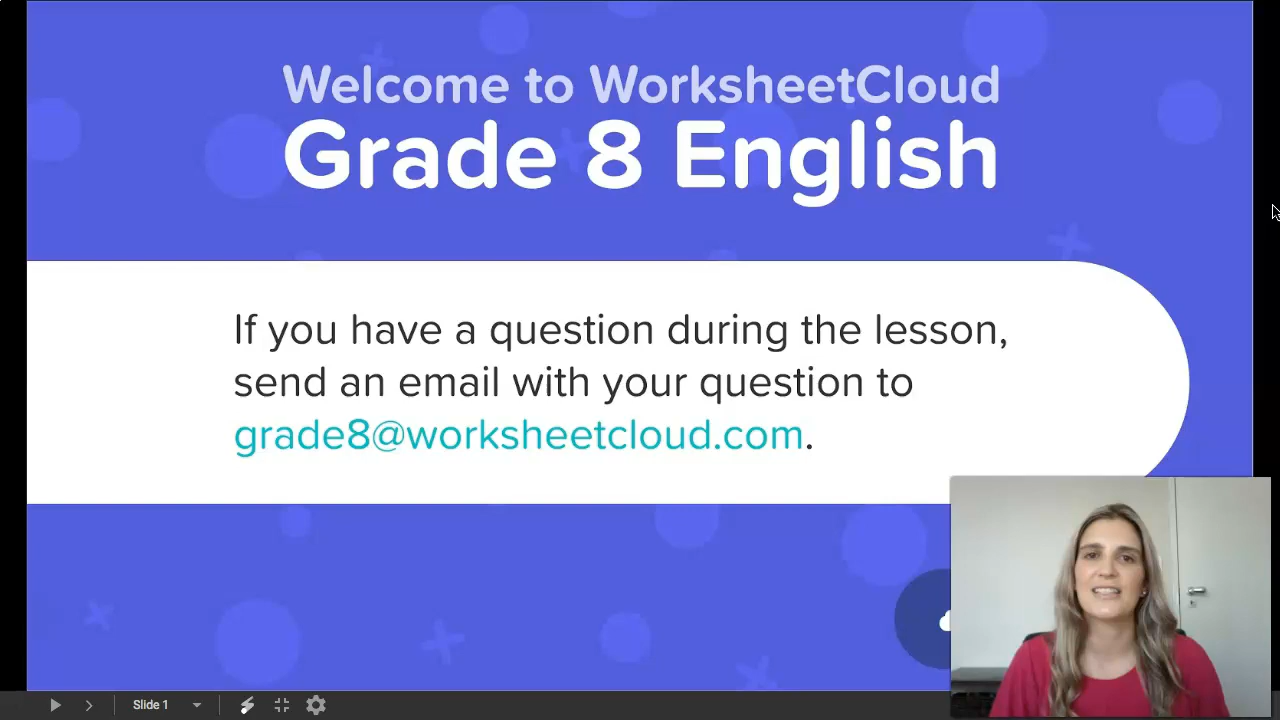 Welcome to WorksheetCloud
Grade 8 English
If you have a question during the lesson,
send an email with your question to
grade8@worksheetcloud.com.
Slide 1